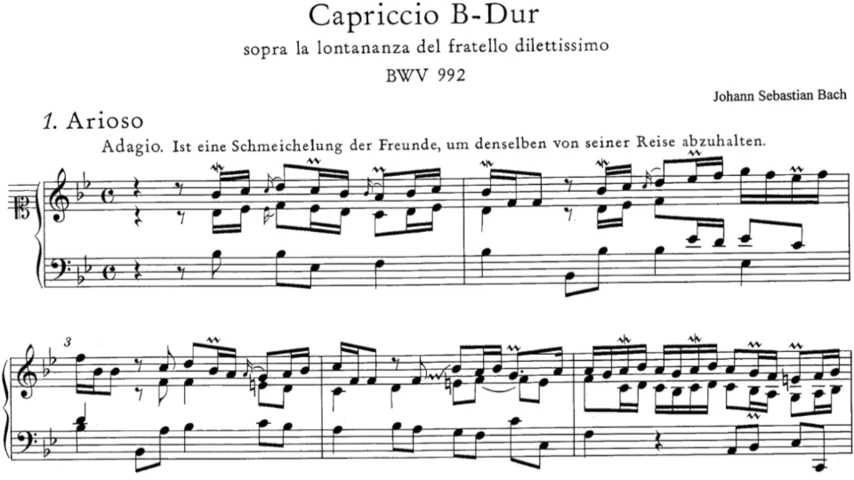 Capriccio B-Dur
sopra la lontananza del fratello dilettissimo
BWV 992
Johann Sebastian Bach
1. Arioso
Adagio. Ist eine Schmeichelung der Freunde, um denselben von seiner Reise abzuhalten.
3